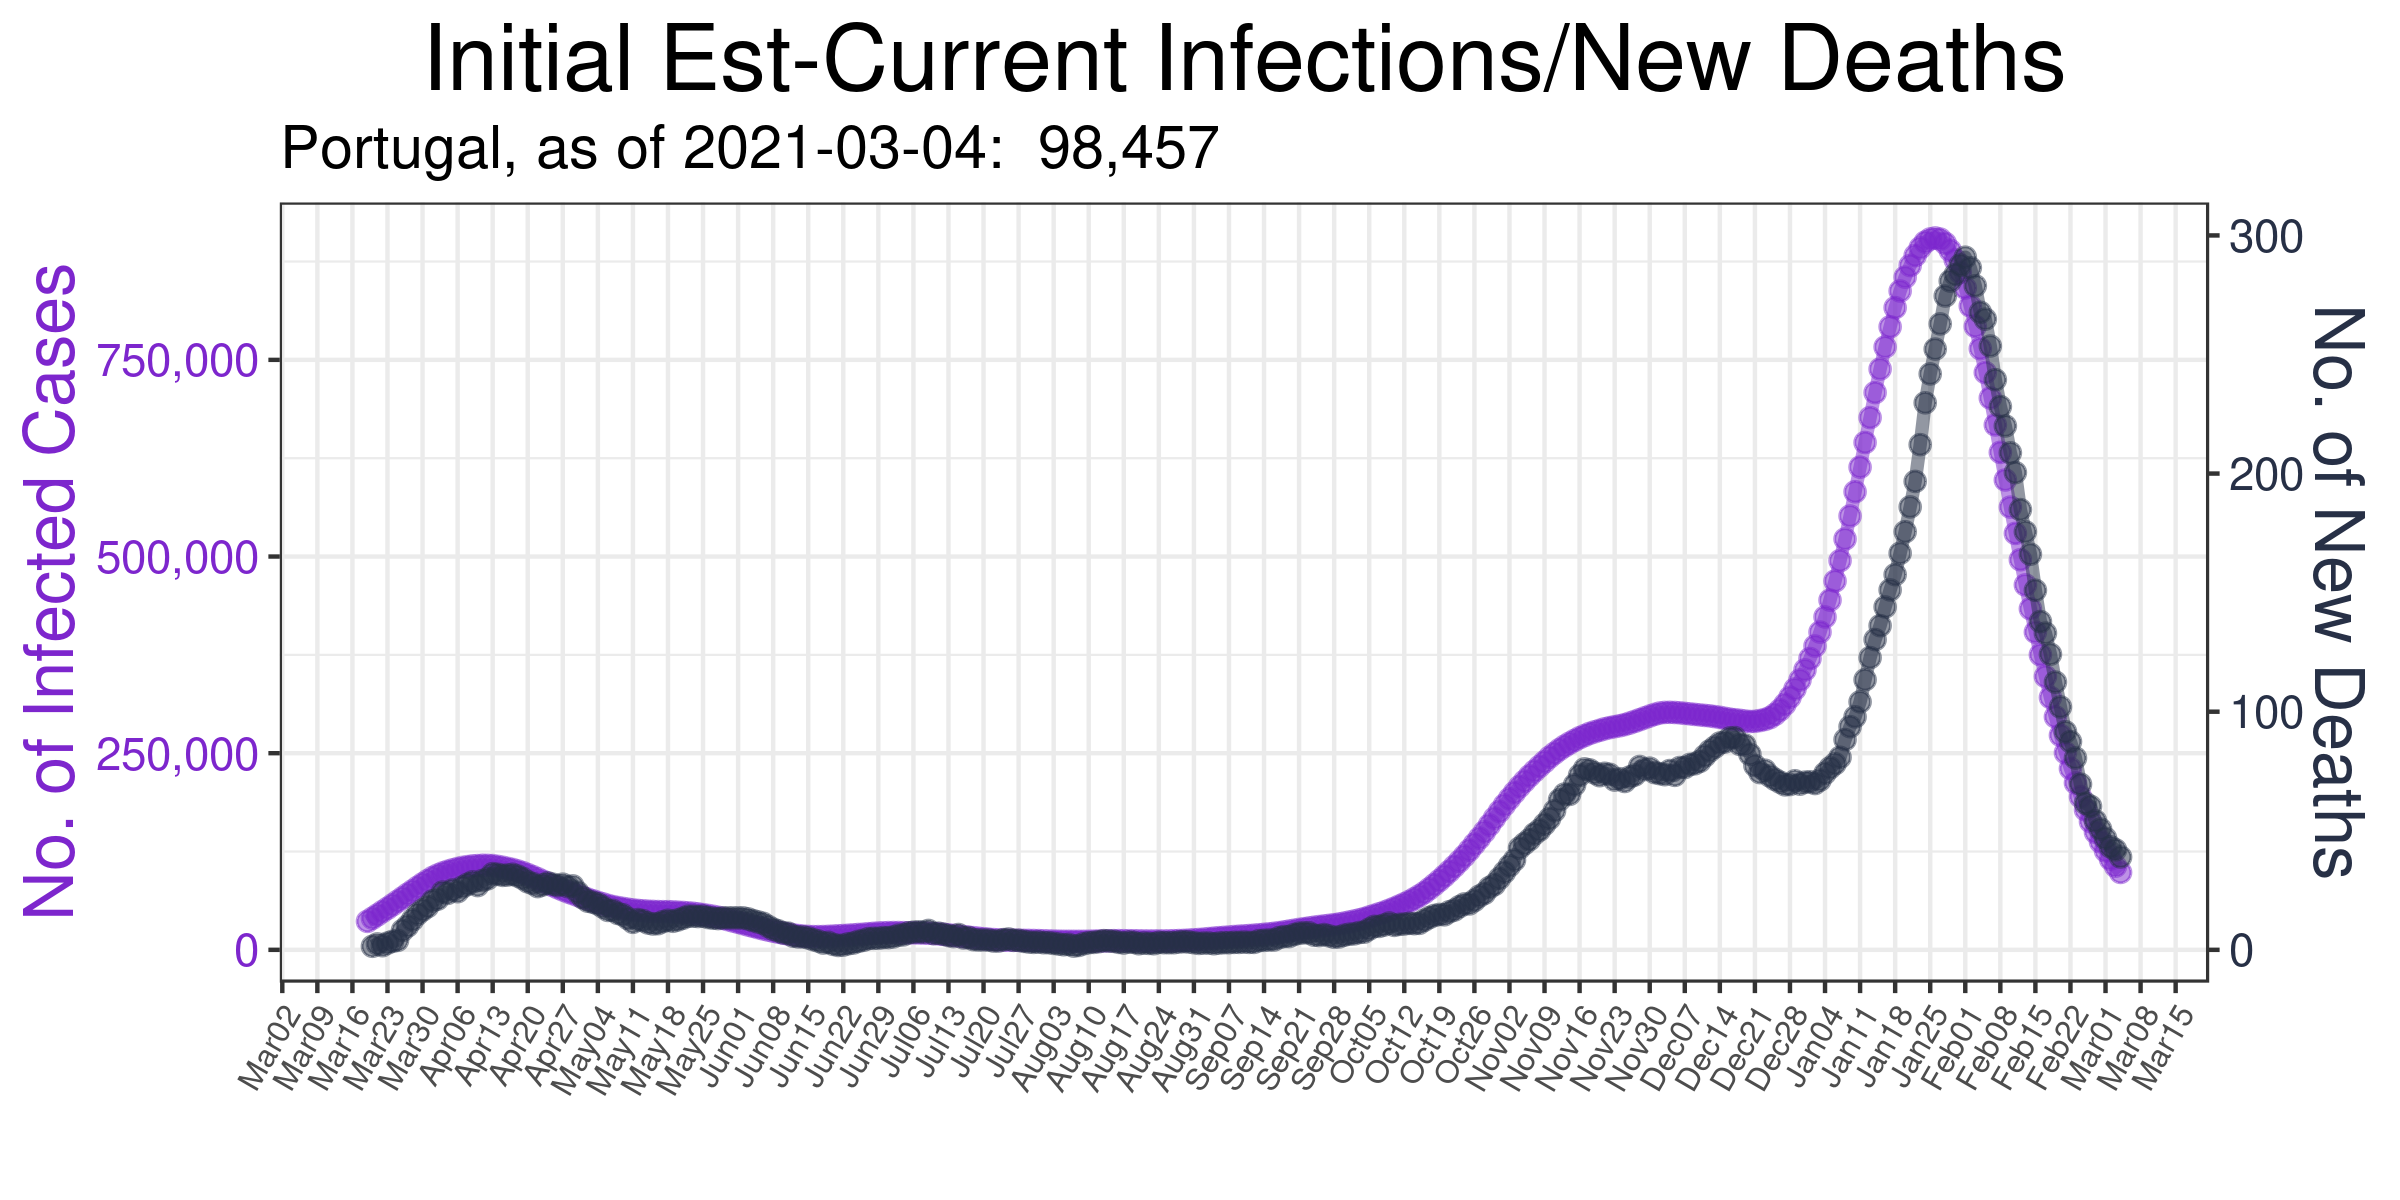 Initial Est-Current Infections/New Deaths
Portugal, as of 2021-03-04:  98,457
No. of Infected Cases
750,000
500,000
250,000
0
300
200
100
0
No. of New Deaths
Mar02
Mar09
Mar16
Mar23
Mar30
Apr06
Apr13
Apr20
Apr27
May04
May11
May18
May25
Jun01
Jun08
Jun15
Jun22
Jun29
Jul06
Jul13
Jul20
Jul27
Aug03
Aug10
Aug17
Aug24
Aug31
Sep07
Sep14
Sep21
Sep28
Oct05
Oct12
Oct19
Oct26
Nov02
Nov09
Nov16
Nov23
Nov30
Dec07
Dec14
Dec21
Dec28
Jan04
Jan11
Jan18
Jan25
Feb01
Feb08
Feb15
Feb22
Mar01
Mar08
Mar15